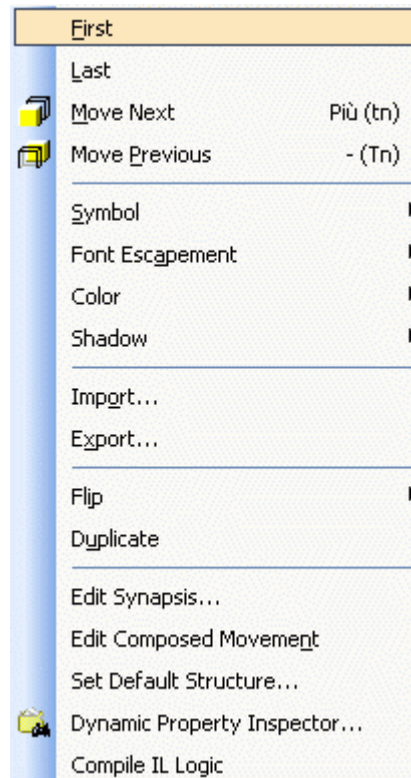 First
Last
Move Next Più (tn)
Move Previous - (Tn)
Symbol
Font Escapement
Color
Shadow
Import...
Export...
Flip
Duplicate
Edit Synapsis...
Edit Composed Movement
Set Default Structure...
Dynamic Property Inspector...
Compile IL Logic